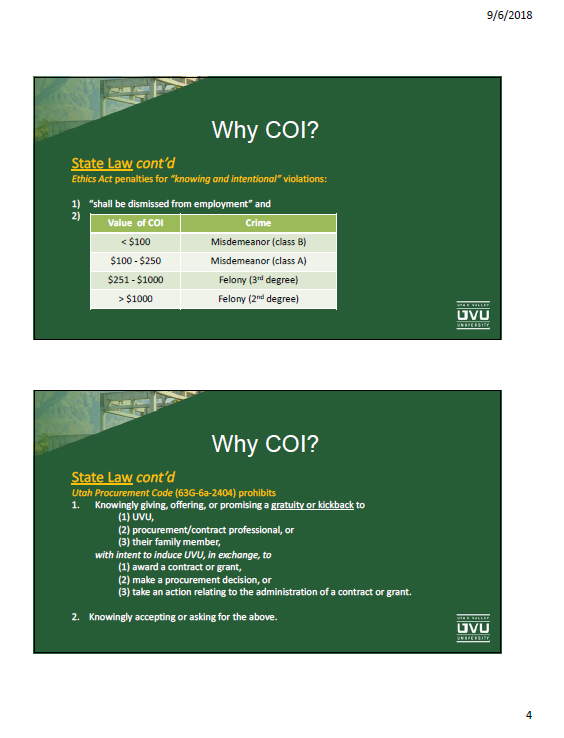 9/6/2018
Why COI?
State Law cont’d
Ethics Act penalties for “knowing and intentional” violations:
1) “shall be dismissed from employment” and
2)
Value of COI Crime
< $100 Misdemeanor (class B)
$100 - $250 Misdemeanor (class A)
$251 - $1000 Felony (3rd degree)
> $1000 Felony (2nd degree)
UTAH VALLEY
UVU
UNIVERSITY
Why COI?
State Law cont’d
Utah Procurement Code (63G-6a-2404) prohibits
1. Knowingly giving, offering, or promising a gratuity or kickback to
(1) UVU,
(2) procurement/contract professional, or
(3) their family member,
with intent to induce UVU, in exchange, to
(1) award a contract or grant,
(2) make a procurement decision, or
(3) take an action relating to the administration of a contract or grant.
2. Knowingly accepting or asking for the above.
UTAH VALLEY
UVU
UNIVERSITY
4